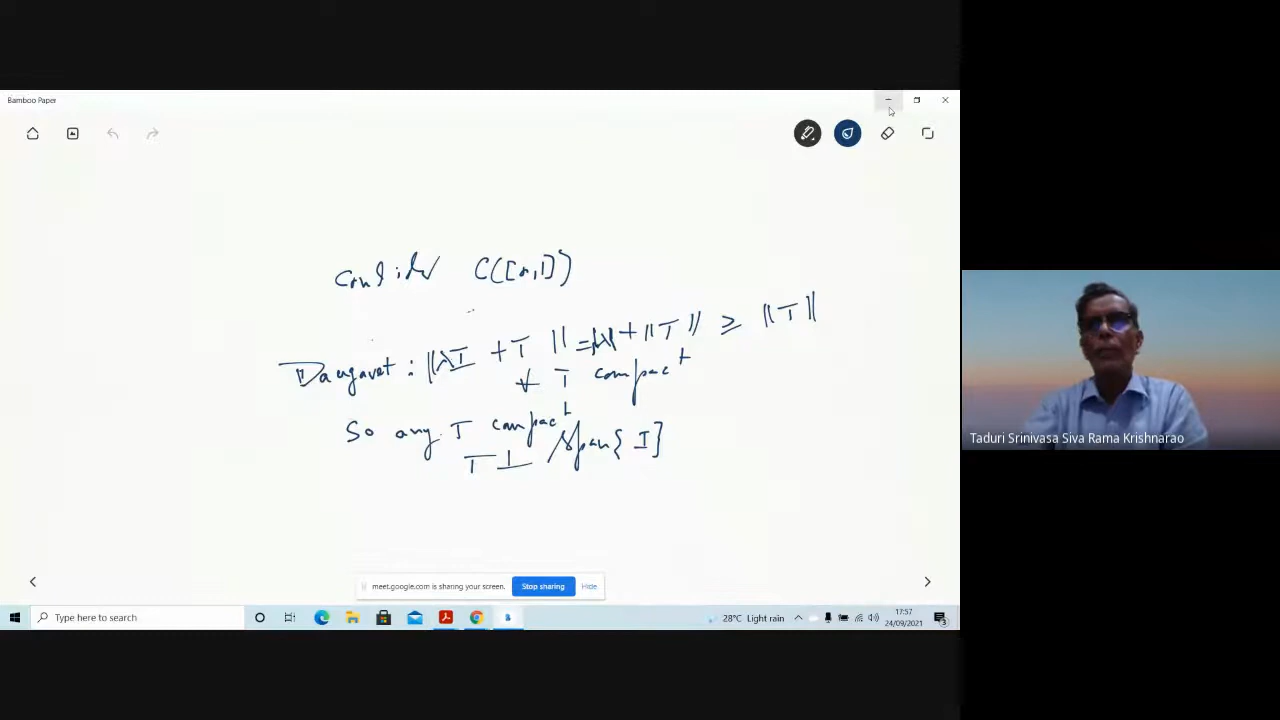 Bamboo Paper
Consider C([0,1])
Daugavet : ||λI + T || = |λ| + ||T|| ≥ ||T||
∀ T compact
So any T compact
T ⊥ Span{ I }
Taduri Srinivasa Siva Rama Krishnarao
meet.google.com is sharing your screen. Stop sharing Hide
Type here to search
28°C Light rain
17:57
24/09/2021
3